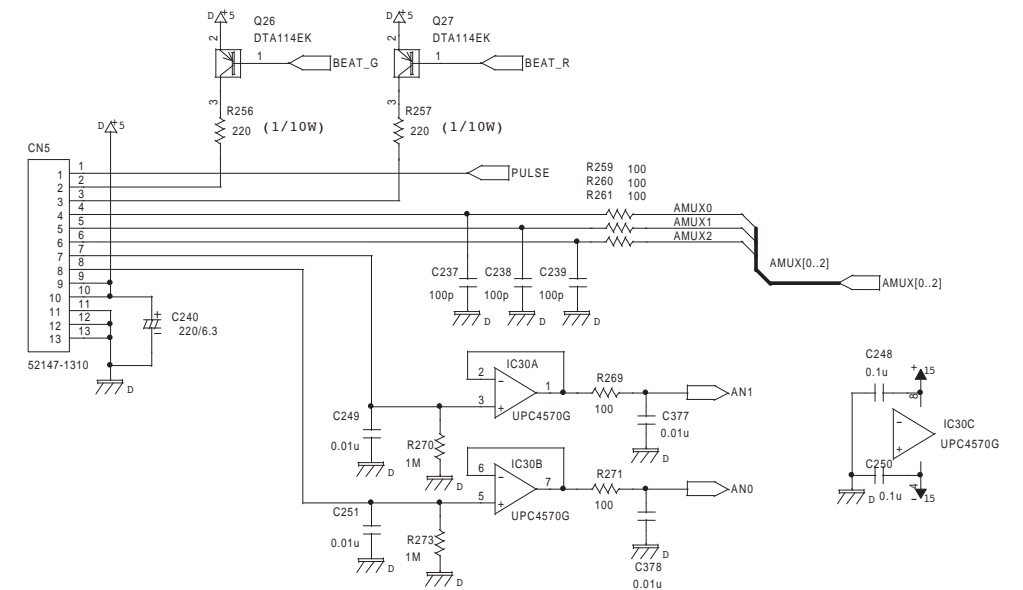 D +5
Q26
DTA114EK
2
1
BEAT_G
3
R256
220 (1/10W)
D +5
Q27
DTA114EK
2
1
BEAT_R
3
R257
220 (1/10W)
D +5
CN5
1 1
2 2
3 3
4 4
5 5
6 6
7 7
8 8
9 9
10 10
11 11
12 12
13 13
52147-1310
PULSE
R259 100
R260 100
R261 100
AMUX0
AMUX1
AMUX2
AMUX[0..2]
AMUX[0..2]
C237
100p
D
C238
100p
D
C239
100p
D
C240
220/6.3
+
−
D
IC30A
2
−
3
+
1
UPC4570G
R269
100
AN1
C377
0.01u
D
C249
0.01u
D
R270
1M
D
IC30B
6
−
5
+
7
UPC4570G
R271
100
AN0
D
C378
0.01u
C251
0.01u
D
R273
1M
D
C248
0.1u
+15
8
−
+
IC30C
UPC4570G
C250
0.1u
4
−15
D